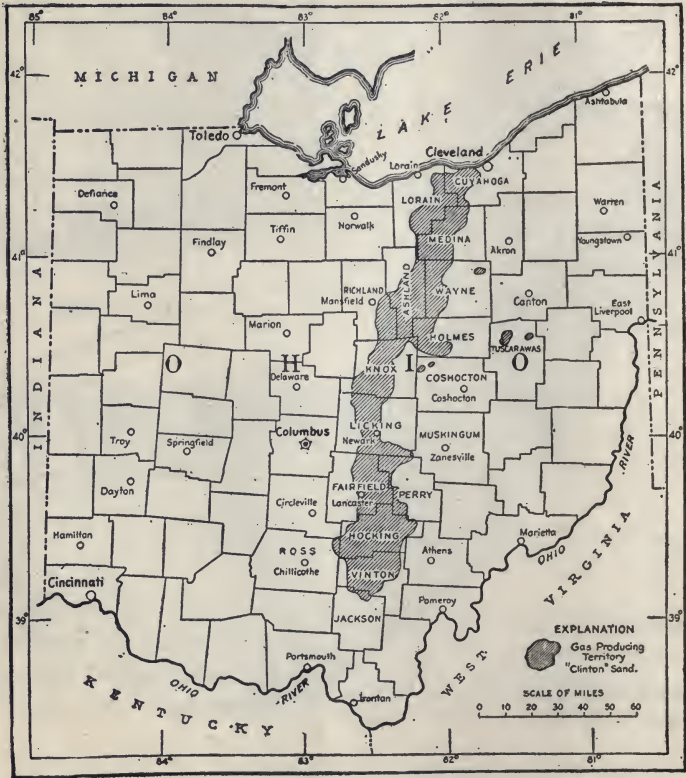 85° 84° 83° 82° 81°
42° 42°
MICHIGAN
LAKE ERIE
Ashtabula
Toledo
Cleveland
Sandusky
Lorain
CUYAHOGA
Fremont
LORAIN
Defiance
Warren
Norwalk
Tiffin
MEDINA
Akron
Youngstown
Findlay
41° 41°
INDIANA
PENNSYLVANIA
Lima
RICHLAND
Mansfield
ASHLAND
WAYNE
Canton
East
Liverpool
Marion
HOLMES
TUSCARAWAS
OHIO
KNOX
Delaware
COSHOCTON
Coshocton
40° 40°
Troy
Springfield
Columbus
LICKING
Newark
MUSKINGUM
Zanesville
Dayton
FAIRFIELD
Lancaster
PERRY
Circleville
OHIO RIVER
Hamilton
HOCKING
Marietta
ROSS
Chillicothe
Athens
VINTON
Cincinnati
Pomeroy
39° 39°
JACKSON
WEST VIRGINIA
Portsmouth
Ironton
OHIO RIVER
KENTUCKY
EXPLANATION
Gas Producing
Territory
"Clinton" Sand.
SCALE OF MILES
0 10 20 30 40 50 60
84° 83° 82° 81°